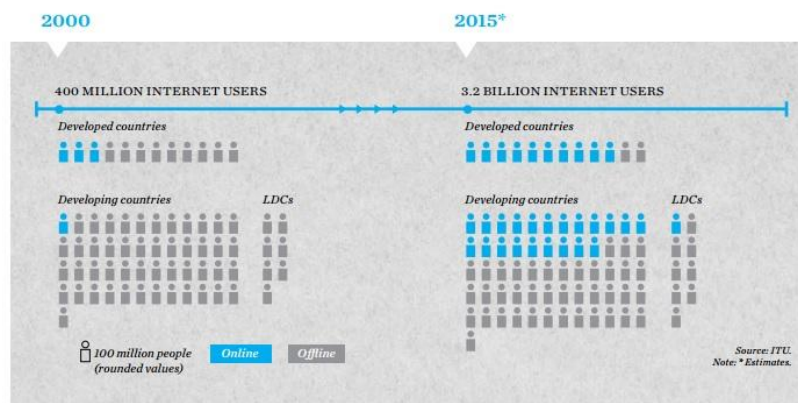 2000
2015*
400 MILLION INTERNET USERS
3.2 BILLION INTERNET USERS
Developed countries
Developed countries
Developing countries
LDCs
Developing countries
LDCs
100 million people
(rounded values)
Online
Offline
Source: ITU.
Note: * Estimates.